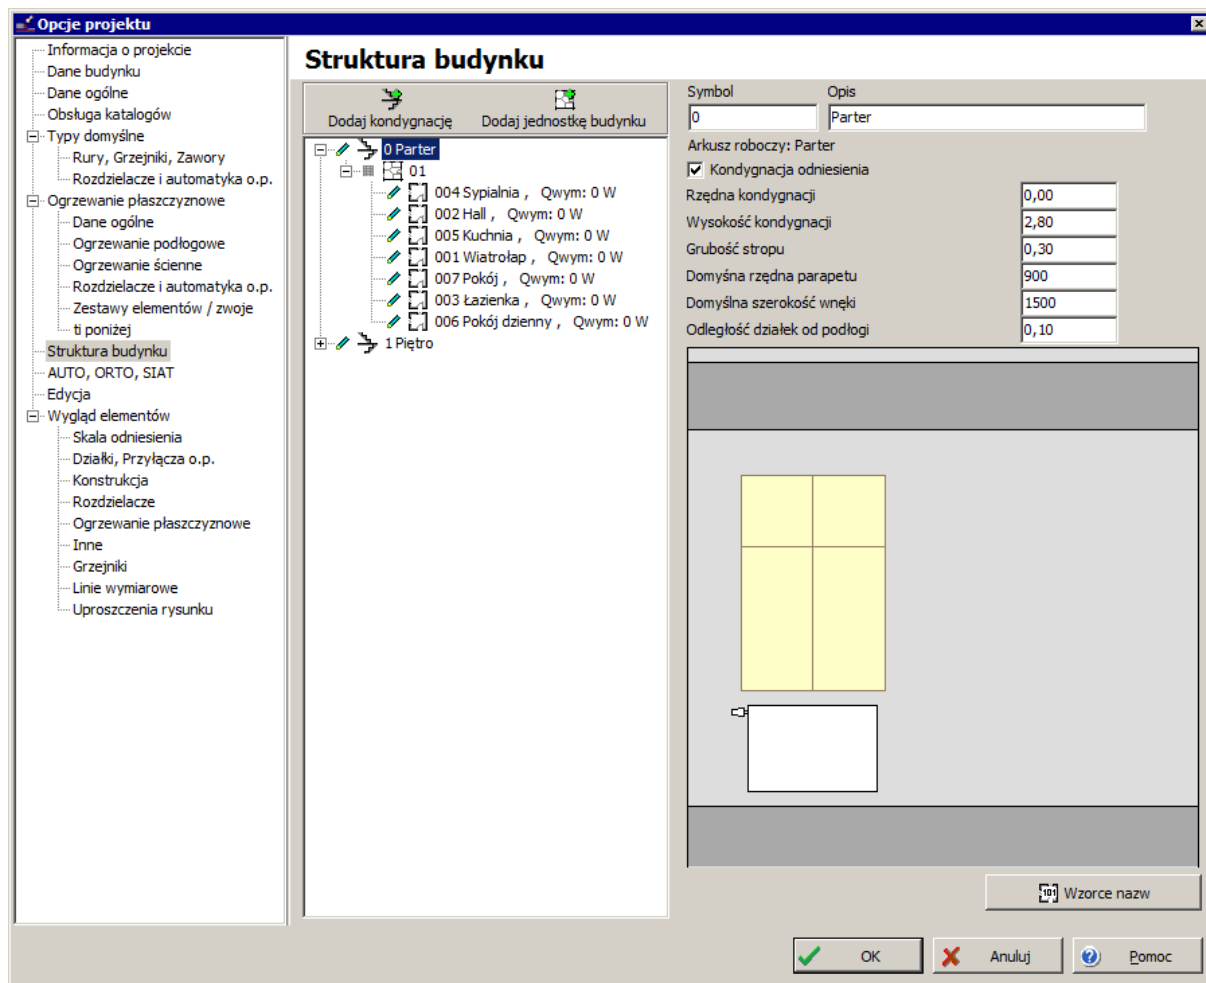 Opcje projektu
Informacja o projekcie
Dane budynku
Dane ogólne
Obsługa katalogów
Typy domyślne
Rury, Grzejniki, Zawory
Rozdzielacze i automatyka o.p.
Ogrzewanie płaszczyznowe
Dane ogólne
Ogrzewanie podłogowe
Ogrzewanie ścienne
Rozdzielacze i automatyka o.p.
Zestawy elementów / zwoje
ti poniżej
Struktura budynku
AUTO, ORTO, SIAT
Edycja
Wygląd elementów
Skala odniesienia
Działki, Przyłącza o.p.
Konstrukcja
Rozdzielacze
Ogrzewanie płaszczyznowe
Inne
Grzejniki
Linie wymiarowe
Uproszczenia rysunku
Struktura budynku
Dodaj kondygnację Dodaj jednostkę budynku
0 Parter
01
004 Sypialnia , Qwym: 0 W
002 Hall , Qwym: 0 W
005 Kuchnia , Qwym: 0 W
001 Wiatrołap , Qwym: 0 W
007 Pokój , Qwym: 0 W
003 Łazienka , Qwym: 0 W
006 Pokój dzienny , Qwym: 0 W
1 Piętro
Symbol Opis
0 Parter
Arkusz roboczy: Parter
Kondygnacja odniesienia
Rzędna kondygnacji 0,00
Wysokość kondygnacji 2,80
Grubość stropu 0,30
Domyśna rzędna parapetu 900
Domyślna szerokość wnęki 1500
Odległość działek od podłogi 0,10
101 Wzorce nazw
OK Anuluj Pomoc